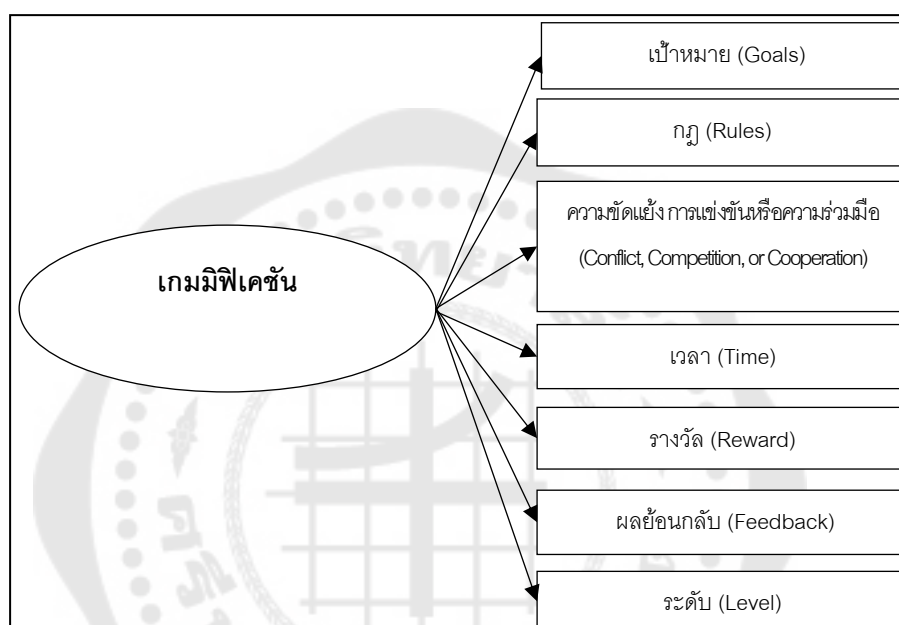 เป้าหมาย (Goals)
กฎ (Rules)
ความขัดแย้ง การแข่งขันหรือความร่วมมือ
(Conflict, Competition, or Cooperation)
เกมมิฟิเคชัน
เวลา (Time)
รางวัล (Reward)
ผลย้อนกลับ (Feedback)
ระดับ (Level)